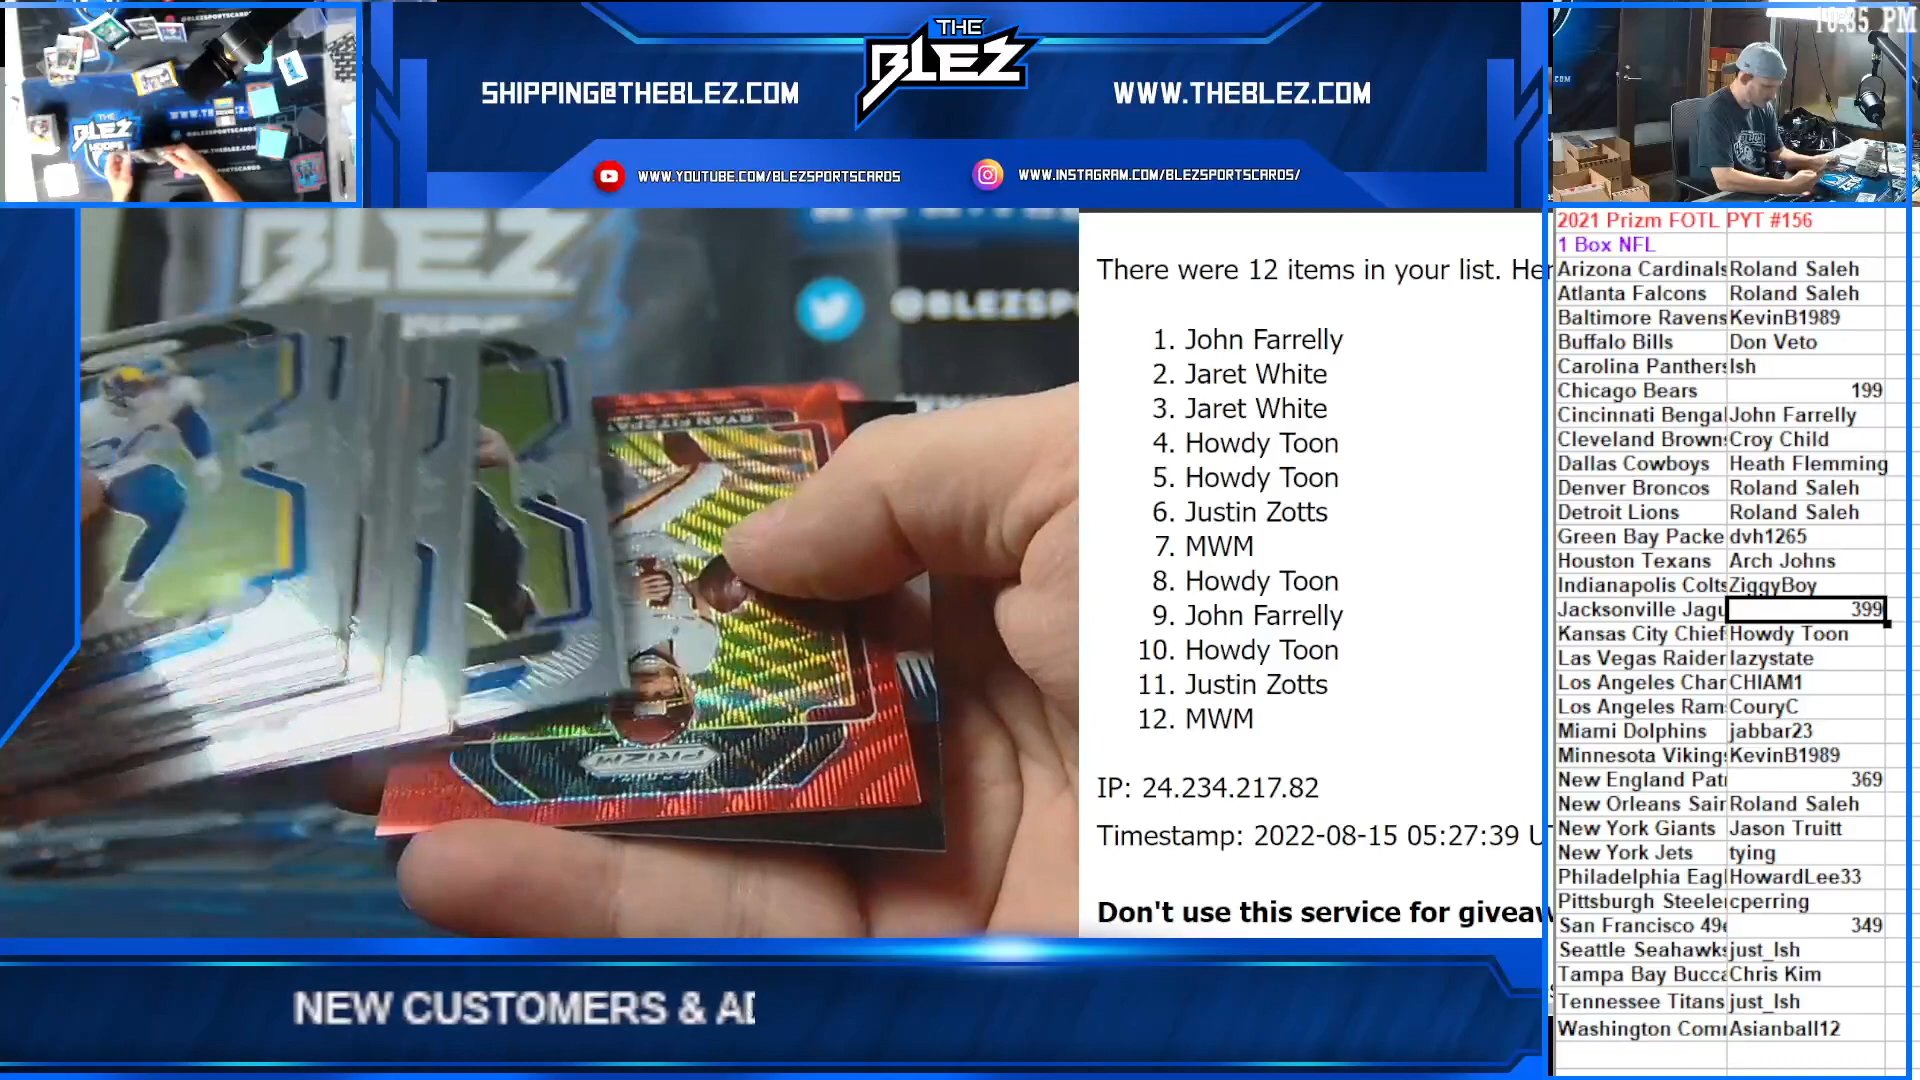 THE
BLEZ
SHIPPING@THEBLEZ.COM
WWW.THEBLEZ.COM
WWW.YOUTUBE.COM/BLEZSPORTSCARDS
WWW.INSTAGRAM.COM/BLEZSPORTSCARDS/
BLEZ
@BLEZSP
RYAN FITZPA
PRIZM
There were 12 items in your list. He
1. John Farrelly
2. Jaret White
3. Jaret White
4. Howdy Toon
5. Howdy Toon
6. Justin Zotts
7. MWM
8. Howdy Toon
9. John Farrelly
10. Howdy Toon
11. Justin Zotts
12. MWM
IP: 24.234.217.82
Timestamp: 2022-08-15 05:27:39 U
Don't use this service for giveaw
2021 Prizm FOTL PYT #156
1 Box NFL
Arizona Cardinals Roland Saleh
Atlanta Falcons Roland Saleh
Baltimore Ravens KevinB1989
Buffalo Bills Don Veto
Carolina Panthers Ish
Chicago Bears 199
Cincinnati Bengal John Farrelly
Cleveland Browns Croy Child
Dallas Cowboys Heath Flemming
Denver Broncos Roland Saleh
Detroit Lions Roland Saleh
Green Bay Packe dvh1265
Houston Texans Arch Johns
Indianapolis Colts ZiggyBoy
Jacksonville Jagu 399
Kansas City Chief Howdy Toon
Las Vegas Raider lazystate
Los Angeles Char CHIAM1
Los Angeles Ram CouryC
Miami Dolphins jabbar23
Minnesota Viking KevinB1989
New England Pat 369
New Orleans Sain Roland Saleh
New York Giants Jason Truitt
New York Jets tying
Philadelphia Eagl HowardLee33
Pittsburgh Steele cperring
San Francisco 49 349
Seattle Seahawks just_Ish
Tampa Bay Bucca Chris Kim
Tennessee Titans just_Ish
Washington Com Asianball12
NEW CUSTOMERS & A